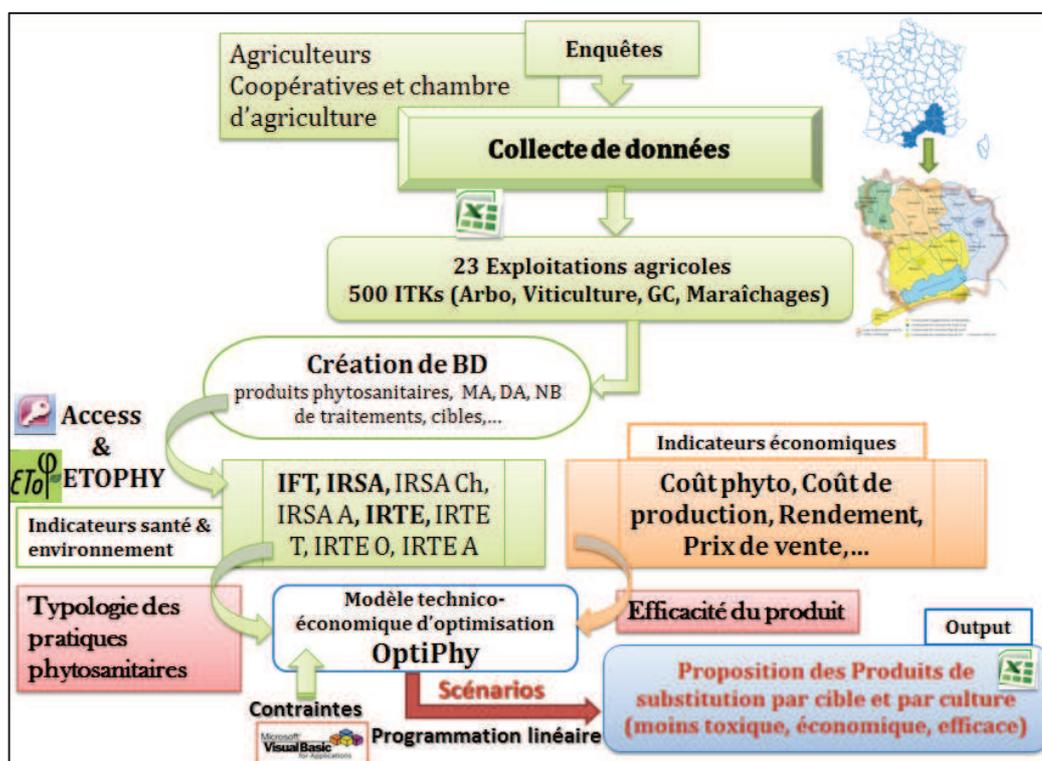 Agriculteurs
Coopératives et chambre
d'agriculture
Enquêtes
Collecte de données
23 Exploitations agricoles
500 ITKs (Arbo, Viticulture, GC, Maraîchages)
Création de BD
produits phytosanitaires, MA, DA, NB
de traitements, cibles,...
Access
&
EToφ ETOPHY
Indicateurs santé &
environnement
IFT, IRSA, IRSA Ch,
IRSA A, IRTE, IRTE
T, IRTE O, IRTE A
Indicateurs économiques
Coût phyto, Coût de
production, Rendement,
Prix de vente,...
Typologie des
pratiques
phytosanitaires
Modèle technico-
économique d'optimisation
OptiPhy
Efficacité du produit
Output
Contraintes
Microsoft
Visual Basic
for Applications
Scénarios
Programmation linéaire
Proposition des Produits de
substitution par cible et par culture
(moins toxique, économique, efficace)